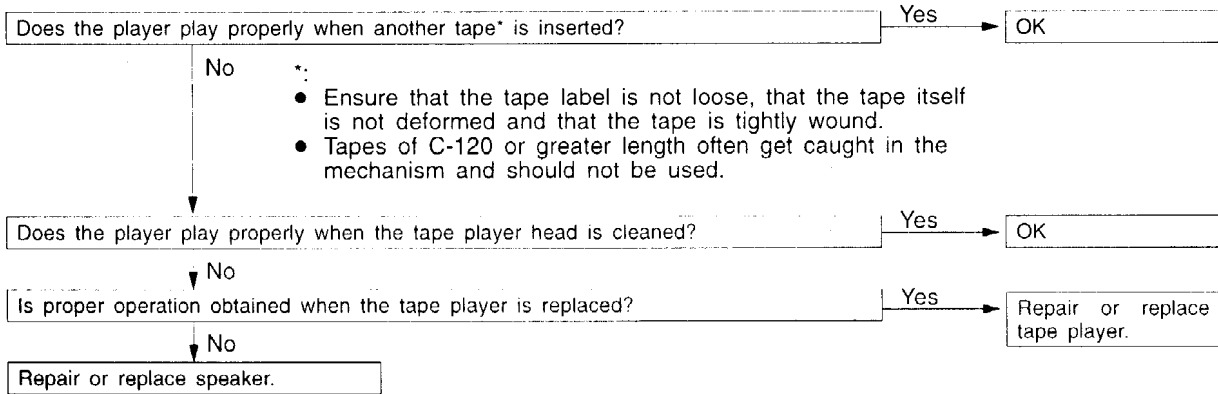 Does the player play properly when another tape* is inserted?
Yes
OK
No
*:
● Ensure that the tape label is not loose, that the tape itself
is not deformed and that the tape is tightly wound.
● Tapes of C-120 or greater length often get caught in the
mechanism and should not be used.
Does the player play properly when the tape player head is cleaned?
Yes
OK
No
Is proper operation obtained when the tape player is replaced?
Yes
Repair or replace
tape player.
No
Repair or replace speaker.